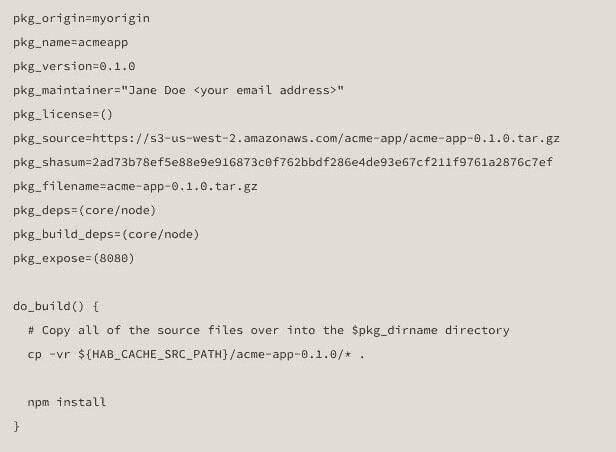 pkg_origin=myorigin
pkg_name=acmeapp
pkg_version=0.1.0
pkg_maintainer="Jane Doe <your email address>"
pkg_license=()
pkg_source=https://s3-us-west-2.amazonaws.com/acme-app/acme-app-0.1.0.tar.gz
pkg_shasum=2ad73b78ef5e88e9e916873c0f762bbdf286e4de93e67cf211f9761a2876c7ef
pkg_filename=acme-app-0.1.0.tar.gz
pkg_deps=(core/node)
pkg_build_deps=(core/node)
pkg_expose=(8080)
do_build() {
# Copy all of the source files over into the $pkg_dirname directory
cp -vr ${HAB_CACHE_SRC_PATH}/acme-app-0.1.0/* .
npm install
}